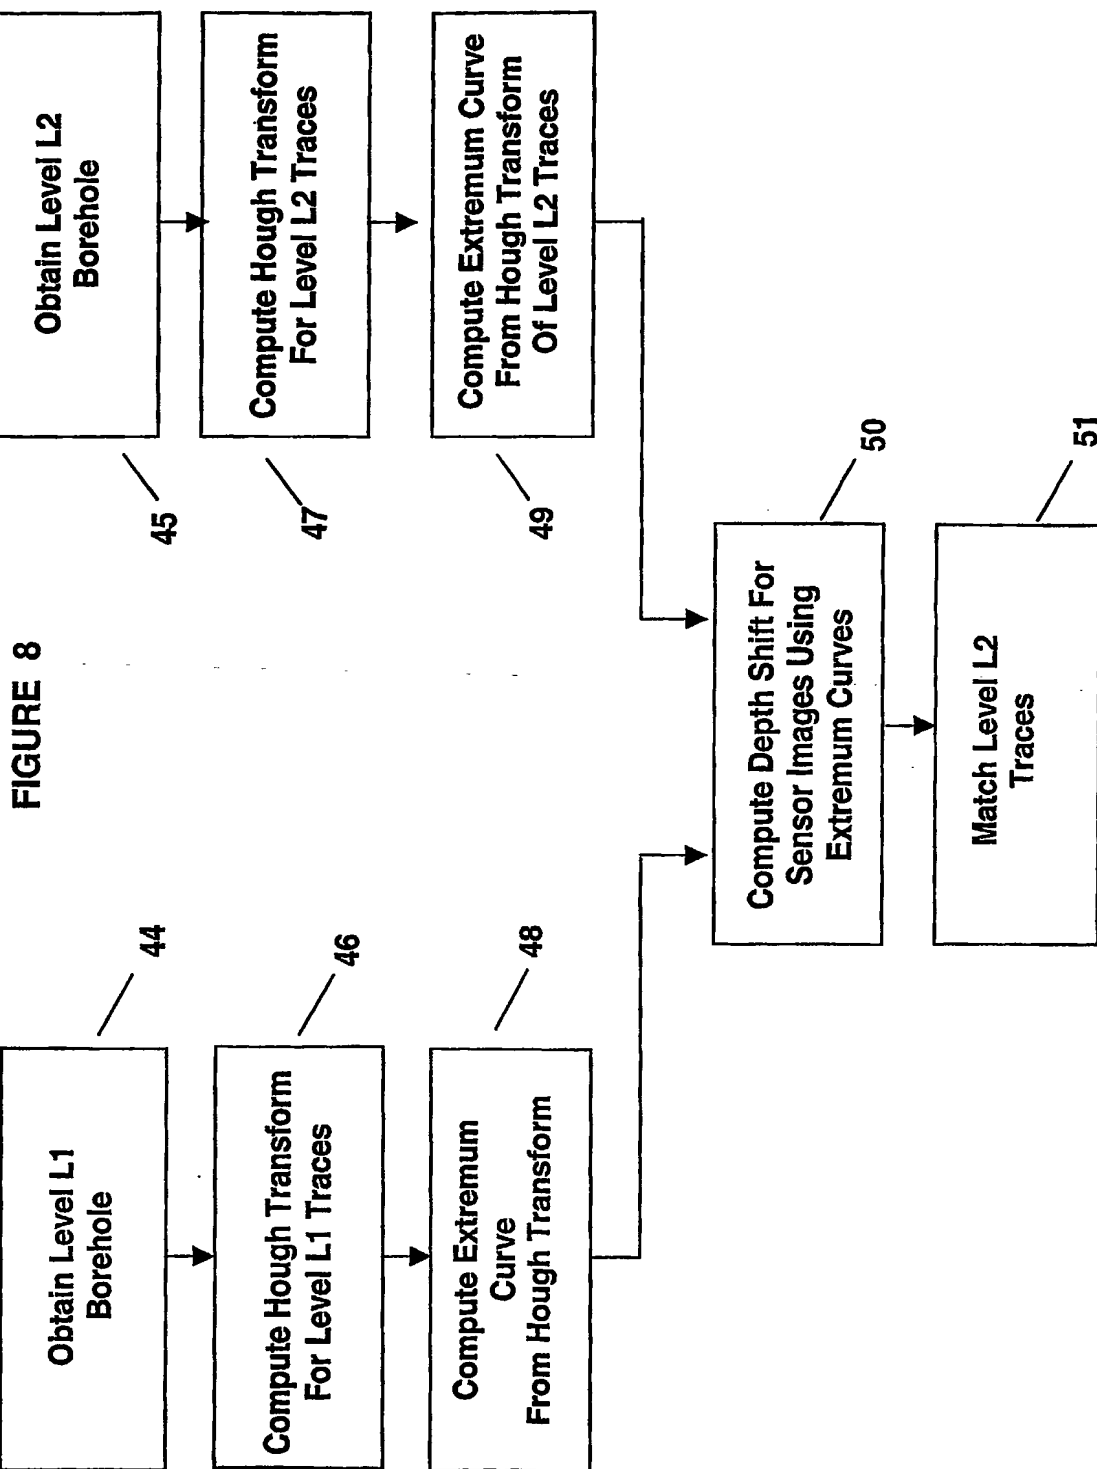 FIGURE 8
Obtain Level L1
Borehole
44
Compute Hough Transform
For Level L1 Traces
46
Compute Extremum
Curve
From Hough Transform
48
Obtain Level L2
Borehole
45
Compute Hough Transform
For Level L2 Traces
47
Compute Extremum Curve
From Hough Transform
Of Level L2 Traces
49
Compute Depth Shift For
Sensor Images Using
Extremum Curves
50
Match Level L2
Traces
51